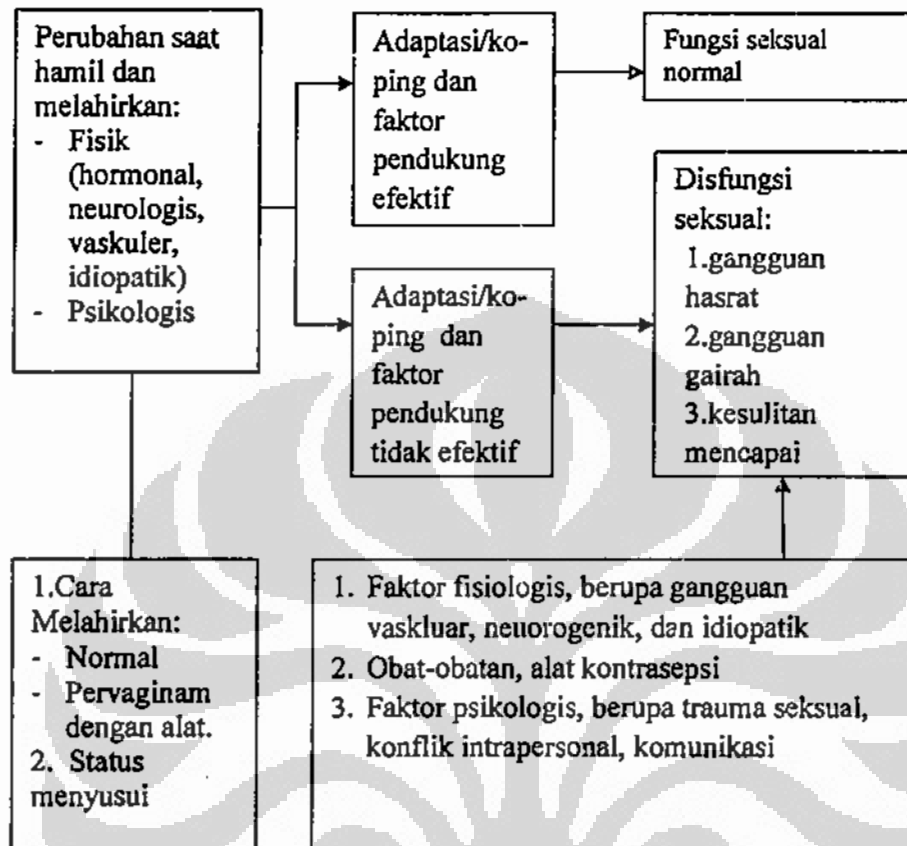 Perubahan saat
hamil dan
melahirkan:
- Fisik
(hormonal,
neurologis,
vaskuler,
idiopatik)
- Psikologis
Adaptasi/ko-
ping dan
faktor
pendukung
efektif
Fungsi seksual
normal
Adaptasi/ko-
ping dan
faktor
pendukung
tidak efektif
Disfungsi
seksual:
1.gangguan
hasrat
2.gangguan
gairah
3.kesulitan
mencapai
1.Cara
Melahirkan:
- Normal
- Pervaginam
dengan alat.
2. Status
menyusui
1. Faktor fisiologis, berupa gangguan
vaskluar, neuorogenik, dan idiopatik
2. Obat-obatan, alat kontrasepsi
3. Faktor psikologis, berupa trauma seksual,
konflik intrapersonal, komunikasi